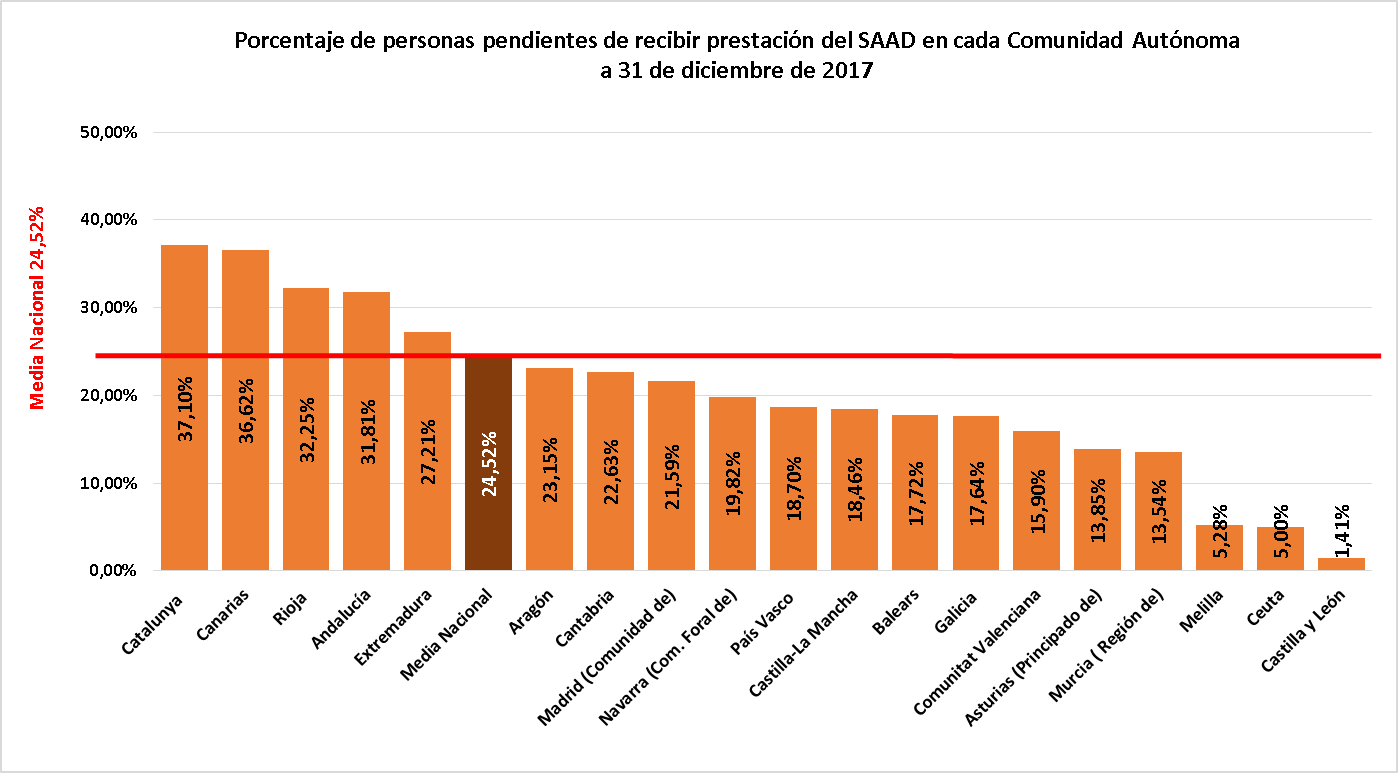 Porcentaje de personas pendientes de recibir prestación del SAAD en cada Comunidad Autónoma
a 31 de diciembre de 2017
Media Nacional 24,52%
50,00%
40,00%
30,00%
20,00%
10,00%
0,00%
37,10%
36,62%
32,25%
31,81%
27,21%
24,52%
23,15%
22,63%
21,59%
19,82%
18,70%
18,46%
17,72%
17,64%
15,90%
13,85%
13,54%
5,28%
5,00%
1,41%
Catalunya
Canarias
Rioja
Andalucía
Extremadura
Media Nacional
Aragón
Cantabria
Madrid (Comunidad de)
Navarra (Com. Foral de)
País Vasco
Castilla-La Mancha
Balears
Galicia
Comunitat Valenciana
Asturias (Principado de)
Murcia ( Región de)
Melilla
Ceuta
Castilla y León